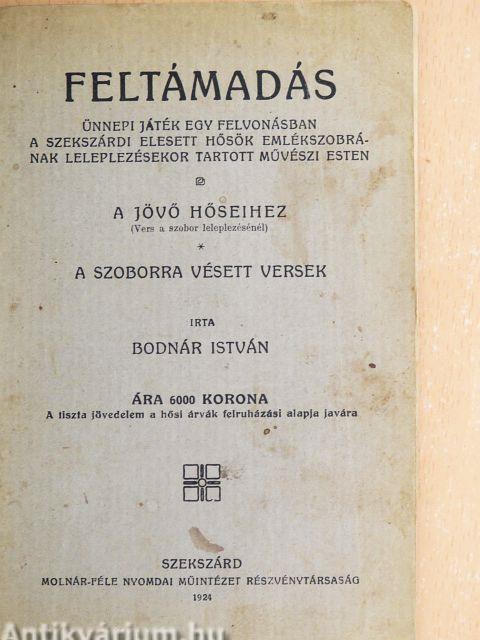 FELTÁMADÁS
ÜNNEPI JÁTÉK EGY FELVONÁSBAN
A SZEKSZÁRDI ELESETT HŐSÖK EMLÉKSZOBRÁ-
NAK LELEPLEZÉSEKOR TARTOTT MŰVÉSZI ESTEN
A JÖVŐ HŐSEIHEZ
(Vers a szobor leleplezésénél)
*
A SZOBORRA VÉSETT VERSEK
IRTA
BODNÁR ISTVÁN
ÁRA 6000 KORONA
A tiszta jövedelem a hősi árvák felruházási alapja javára
SZEKSZÁRD
MOLNÁR-FÉLE NYOMDAI MŰINTÉZET RÉSZVÉNYTÁRSASÁG
1924
Antikvárium.hu